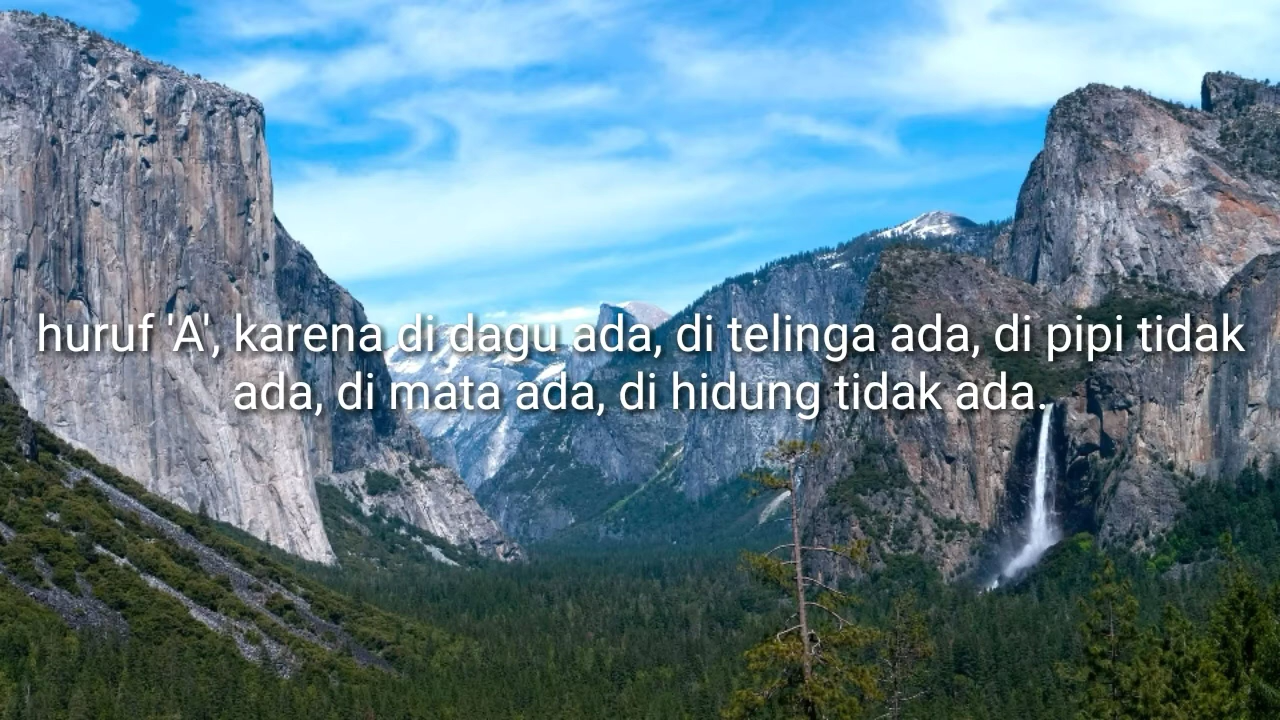 huruf 'A', karena di dagu ada, di telinga ada, di pipi tidak
ada, di mata ada, di hidung tidak ada.